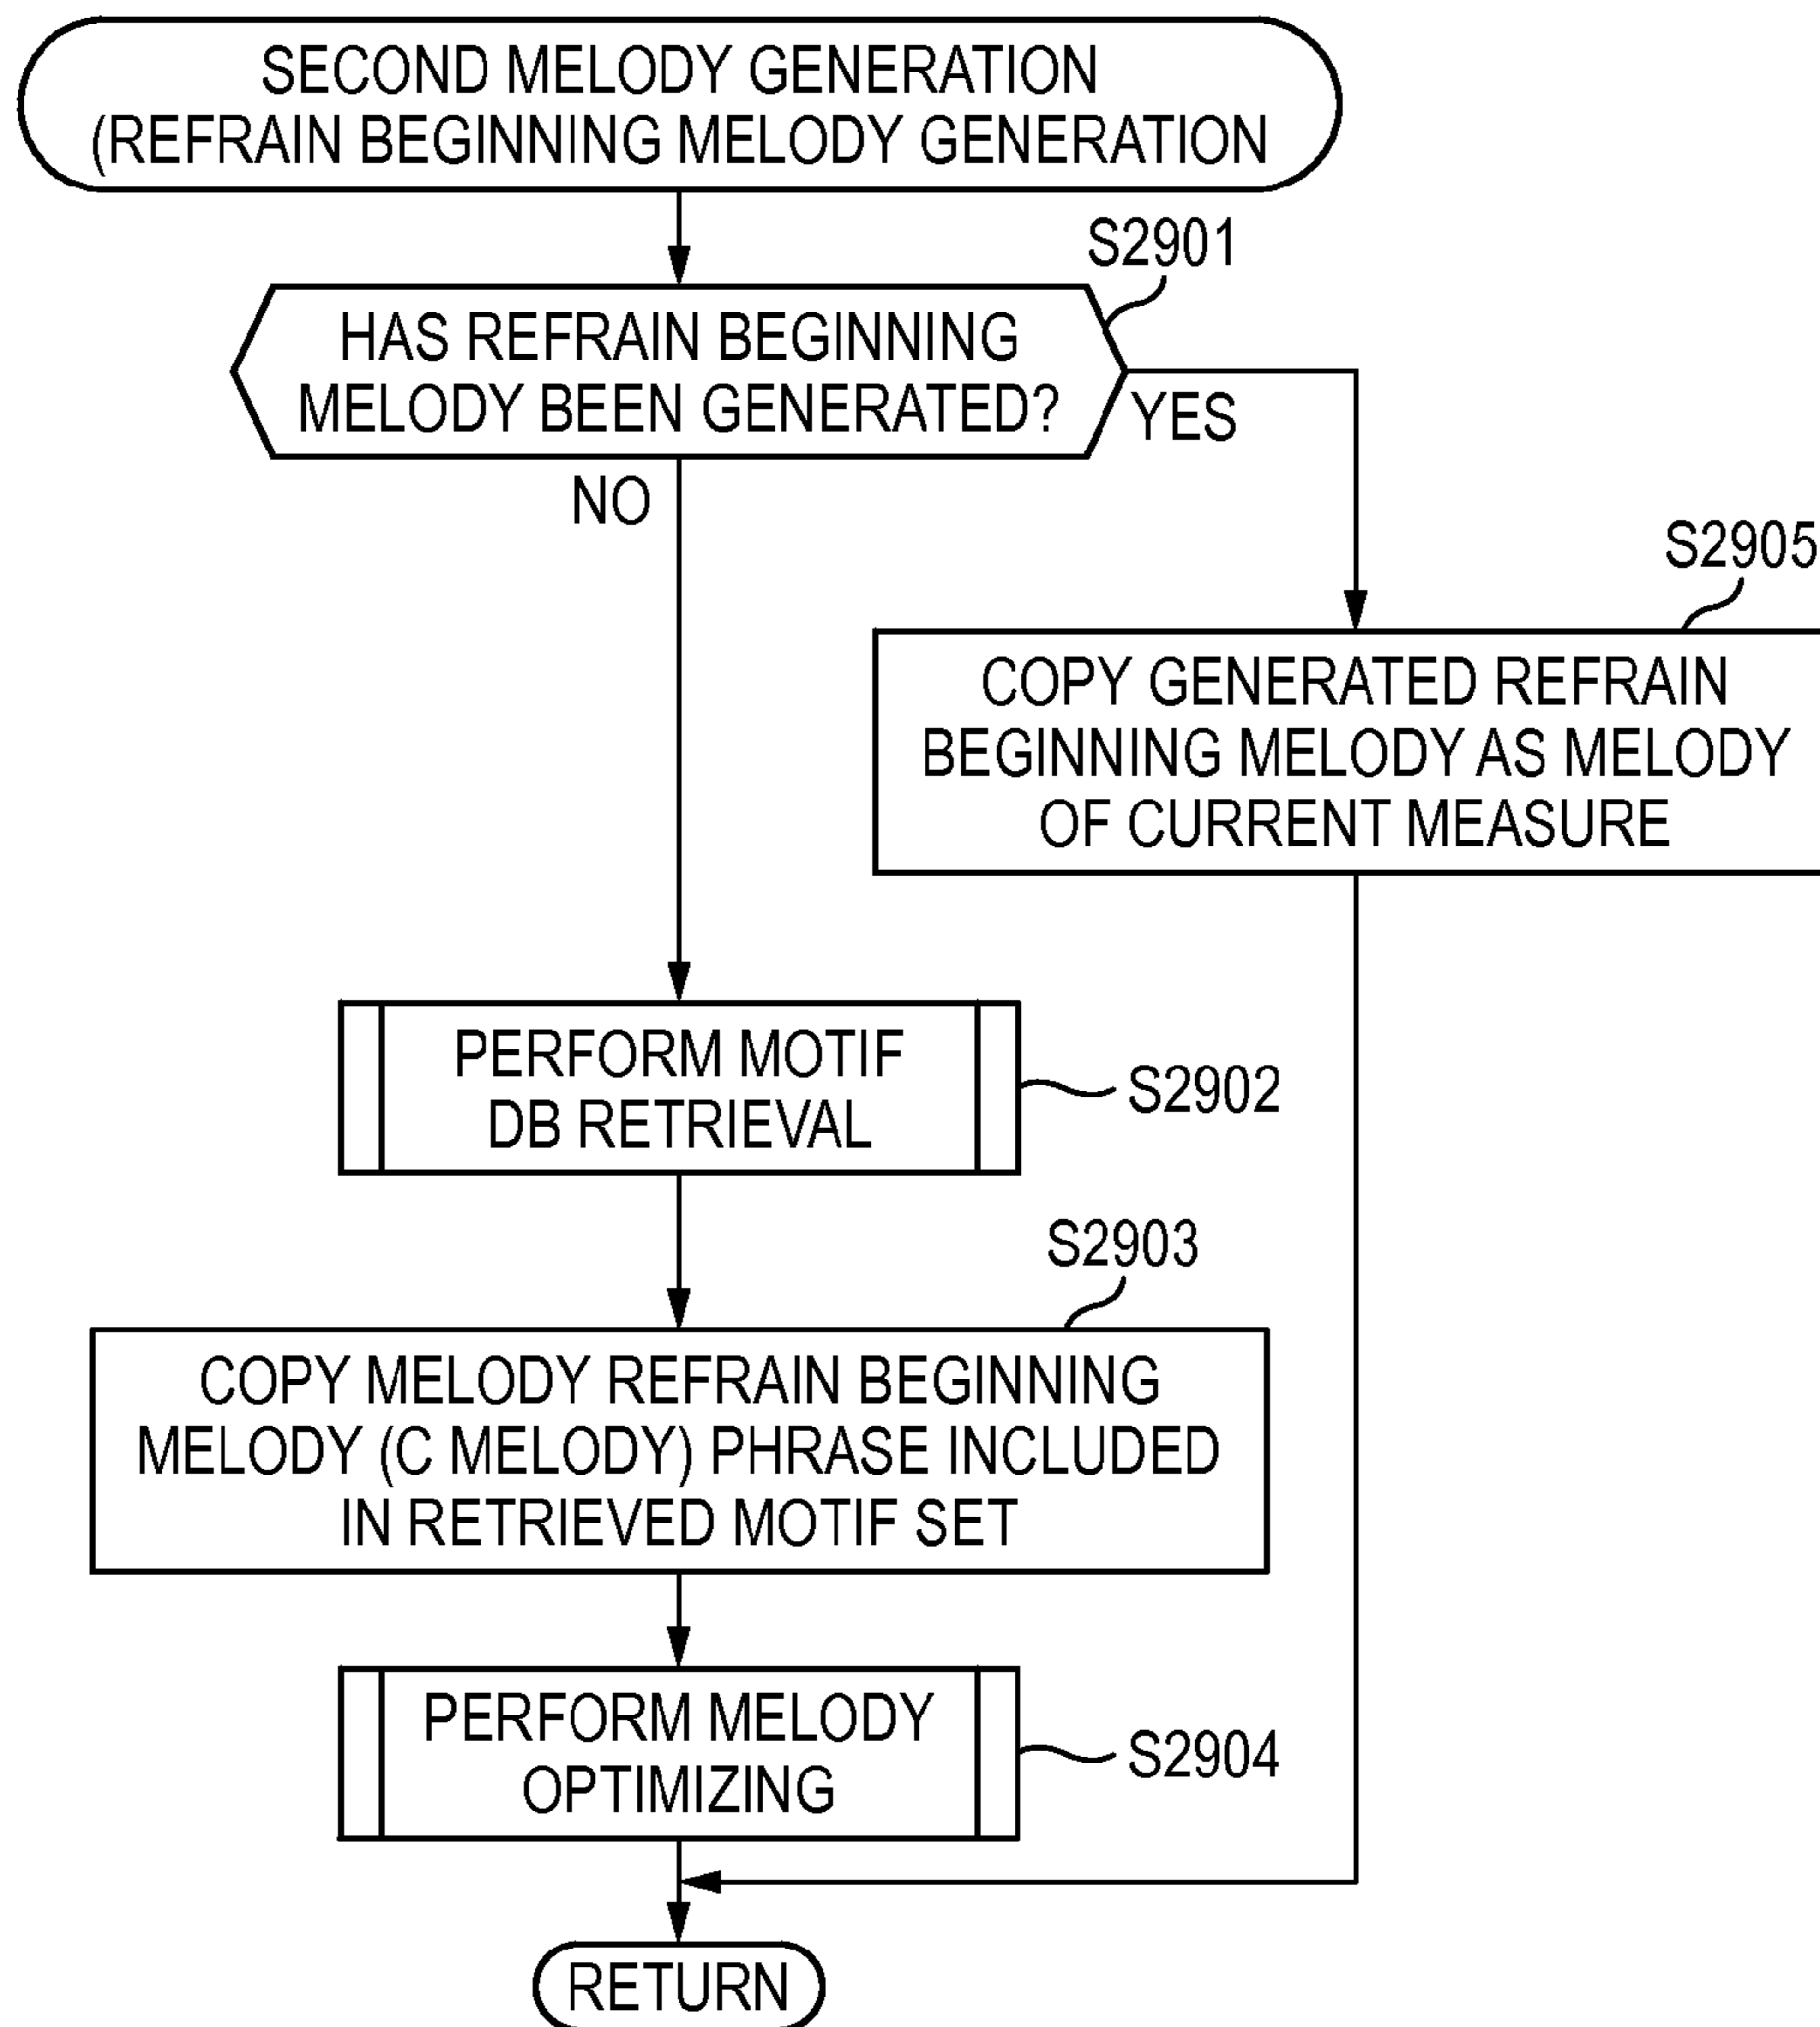 SECOND MELODY GENERATION
(REFRAIN BEGINNING MELODY GENERATION
S2901
HAS REFRAIN BEGINNING
MELODY BEEN GENERATED?
YES
NO
S2905
COPY GENERATED REFRAIN
BEGINNING MELODY AS MELODY
OF CURRENT MEASURE
PERFORM MOTIF
DB RETRIEVAL
S2902
S2903
COPY MELODY REFRAIN BEGINNING
MELODY (C MELODY) PHRASE INCLUDED
IN RETRIEVED MOTIF SET
PERFORM MELODY
OPTIMIZING
S2904
RETURN